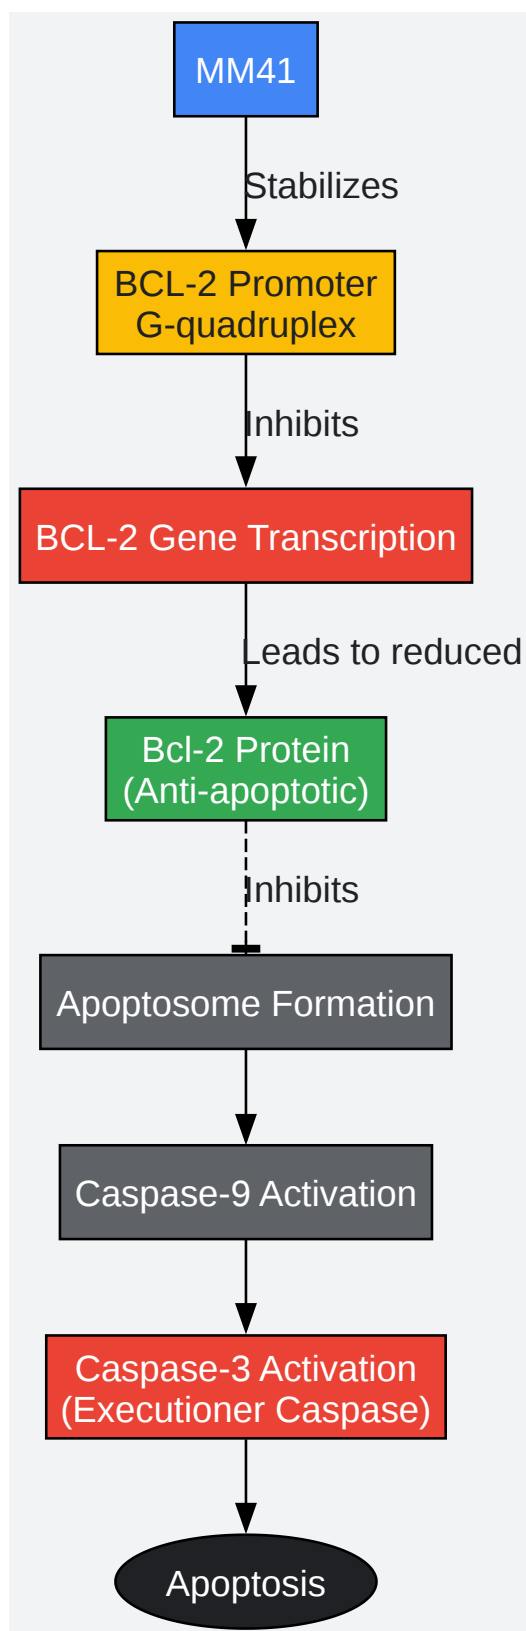 MM41
Stabilizes
BCL-2 Promoter
G-quadruplex
Inhibits
BCL-2 Gene Transcription
Leads to reduced
Bcl-2 Protein
(Anti-apoptotic)
Inhibits
Apoptosome Formation
Caspase-9 Activation
Caspase-3 Activation
(Executioner Caspase)
Apoptosis